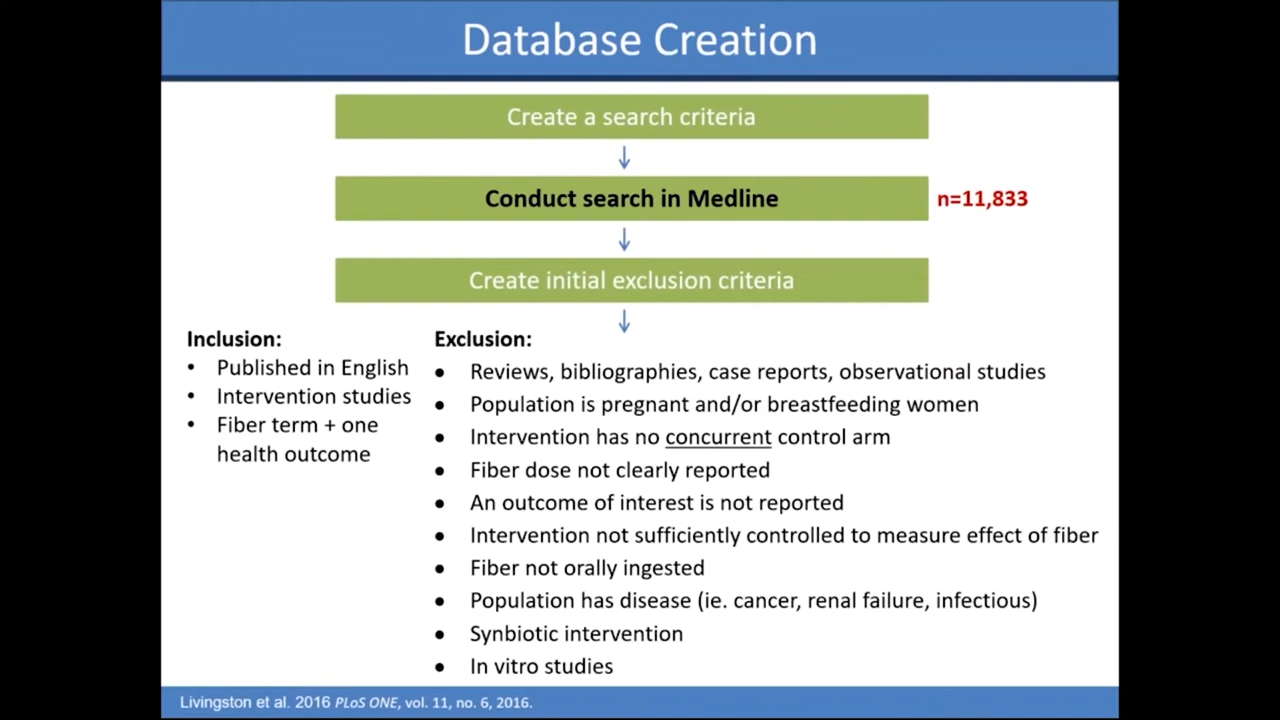 Database Creation
Create a search criteria
Conduct search in Medline
n=11,833
Create initial exclusion criteria
Inclusion:
• Published in English
• Intervention studies
• Fiber term + one
health outcome
Exclusion:
• Reviews, bibliographies, case reports, observational studies
• Population is pregnant and/or breastfeeding women
• Intervention has no concurrent control arm
• Fiber dose not clearly reported
• An outcome of interest is not reported
• Intervention not sufficiently controlled to measure effect of fiber
• Fiber not orally ingested
• Population has disease (ie. cancer, renal failure, infectious)
• Synbiotic intervention
• In vitro studies
Livingston et al. 2016 PLoS ONE, vol. 11, no. 6, 2016.